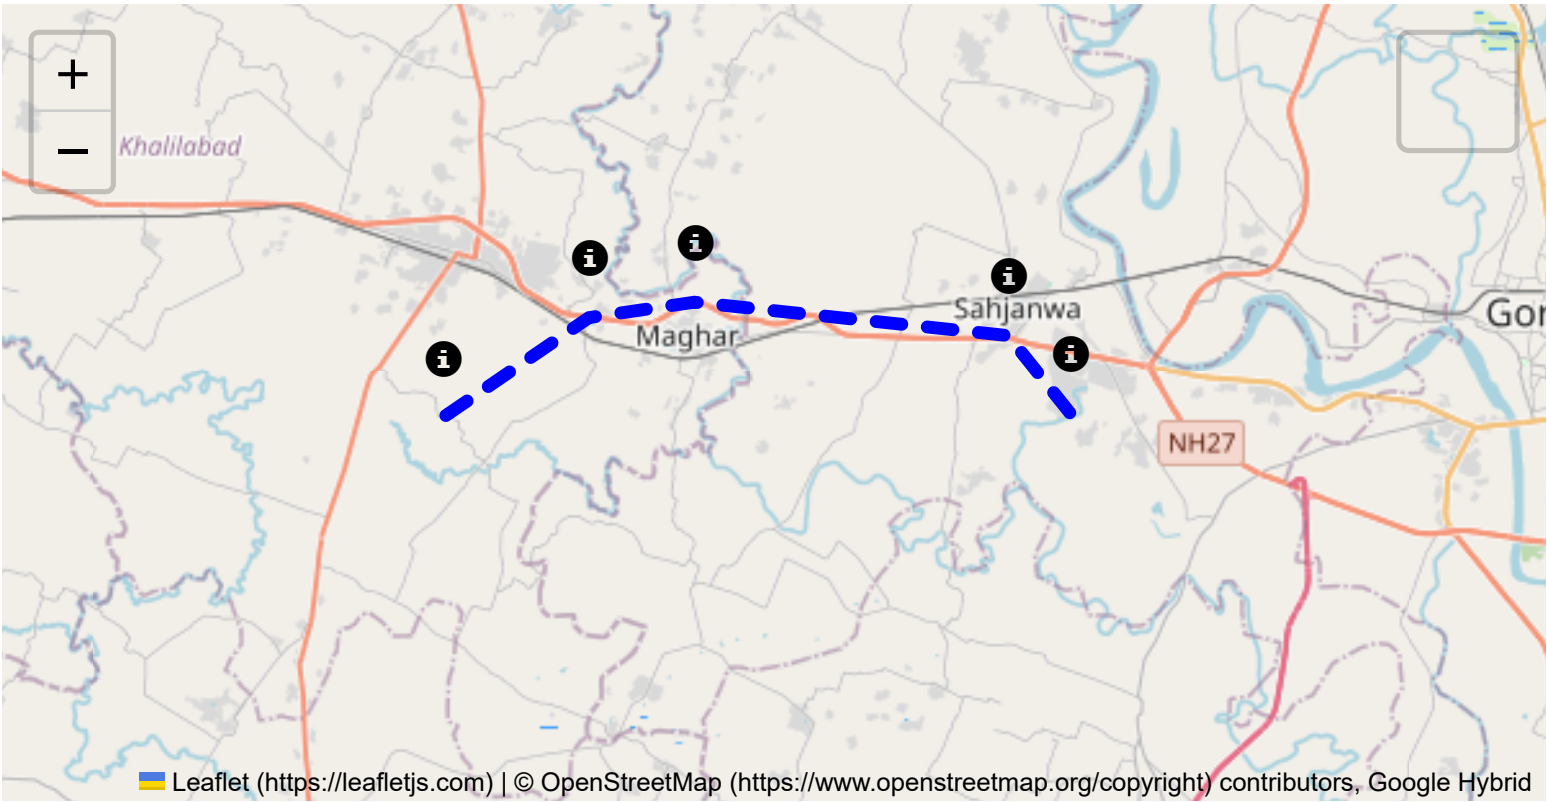 +
−
Khalilabad
Maghar
Sahjanwa
Gor
NH27
Leaflet (https://leafletjs.com) | © OpenStreetMap (https://www.openstreetmap.org/copyright) contributors, Google Hybrid